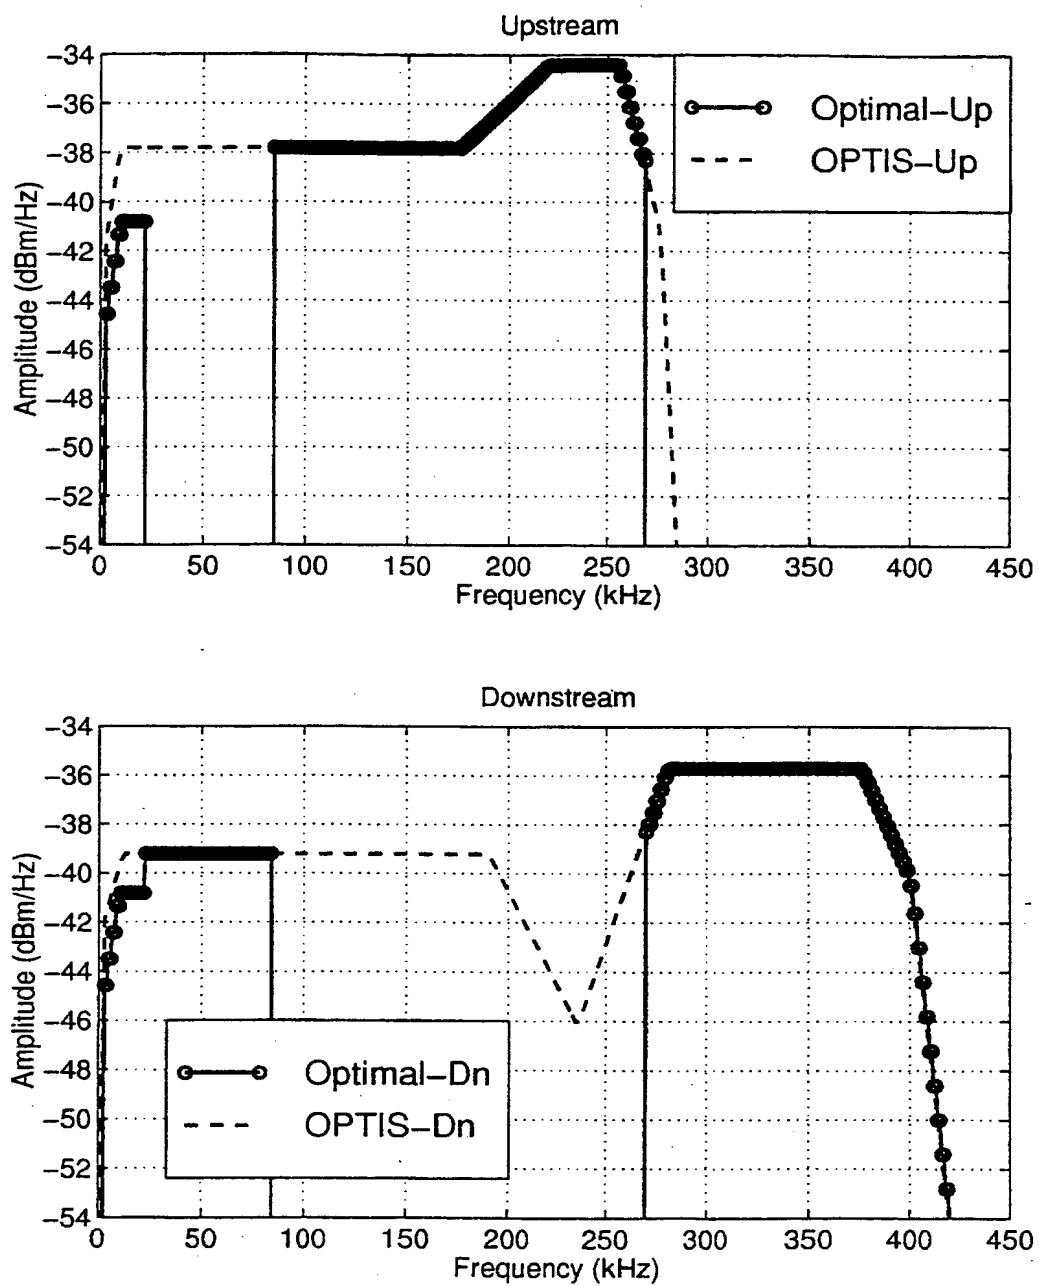 Upstream
−34
−36
−38
−40
−42
−44
−46
−48
−50
−52
−54
Amplitude (dBm/Hz)
Optimal−Up
OPTIS−Up
0 50 100 150 200 250 300 350 400 450
Frequency (kHz)
Downstream
−34
−36
−38
−40
−42
−44
−46
−48
−50
−52
−54
Amplitude (dBm/Hz)
Optimal−Dn
OPTIS−Dn
0 50 100 150 200 250 300 350 400 450
Frequency (kHz)